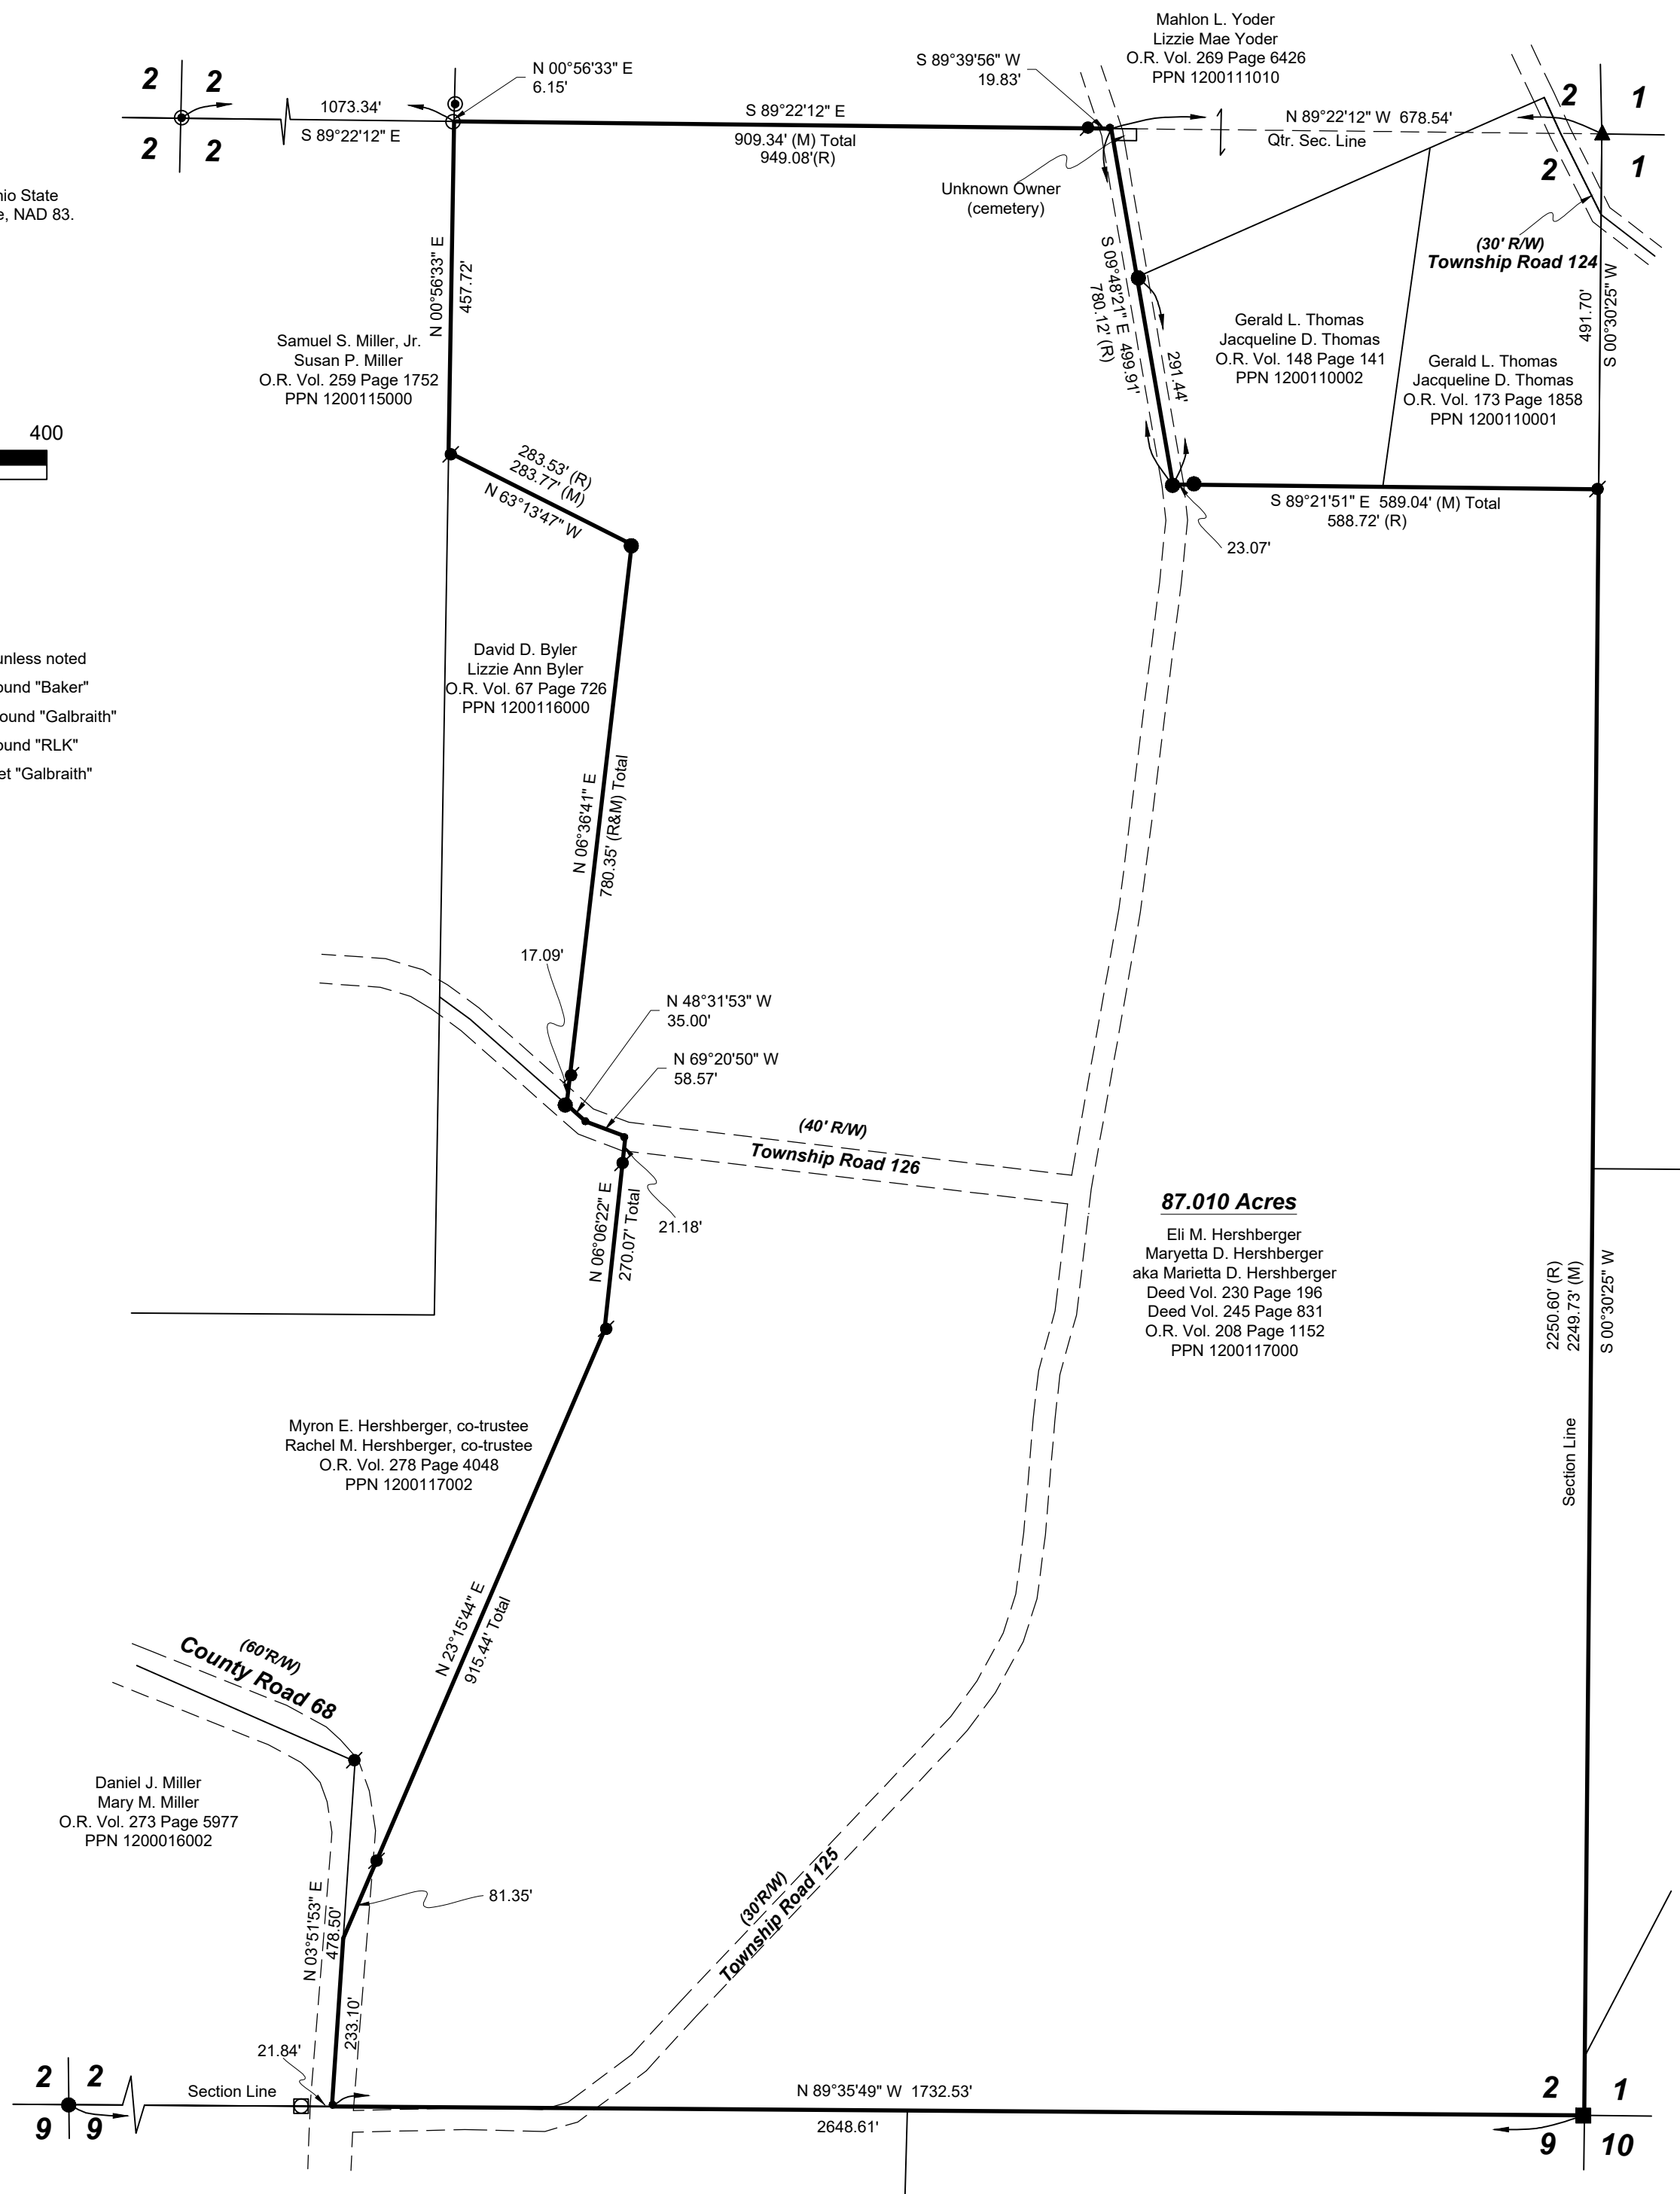 Mahlon L. Yoder
Lizzie Mae Yoder
O.R. Vol. 269 Page 6426
PPN 1200111010
S 89°39'56" W
19.83'
N 00°56'33" E
6.15'
2 2
2 2
1073.34'
S 89°22'12" E
S 89°22'12" E
909.34' (M) Total
949.08'(R)
N 89°22'12" W 678.54'
Qtr. Sec. Line
2 1
2 1
Unknown Owner
(cemetery)
(30' R/W)
Township Road 124
nio State
e, NAD 83.
N 00°56'33" E
457.72'
S 09°48'21" E 499.91'
780.12' (R)
291.44'
491.70'
S 00°30'25" W
Samuel S. Miller, Jr.
Susan P. Miller
O.R. Vol. 259 Page 1752
PPN 1200115000
Gerald L. Thomas
Jacqueline D. Thomas
O.R. Vol. 148 Page 141
PPN 1200110002
Gerald L. Thomas
Jacqueline D. Thomas
O.R. Vol. 173 Page 1858
PPN 1200110001
400
283.53' (R)
283.77' (M)
N 63°13'47" W
S 89°21'51" E 589.04' (M) Total
588.72' (R)
23.07'
unless noted
ound "Baker"
ound "Galbraith"
ound "RLK"
et "Galbraith"
David D. Byler
Lizzie Ann Byler
O.R. Vol. 67 Page 726
PPN 1200116000
N 06°36'41" E
780.35' (R&M) Total
17.09'
N 48°31'53" W
35.00'
N 69°20'50" W
58.57'
(40' R/W)
Township Road 126
N 06°06'22" E
270.07' Total
21.18'
87.010 Acres
Eli M. Hershberger
Maryetta D. Hershberger
aka Marietta D. Hershberger
Deed Vol. 230 Page 196
Deed Vol. 245 Page 831
O.R. Vol. 208 Page 1152
PPN 1200117000
2250.60' (R)
2249.73' (M)
S 00°30'25" W
Section Line
Myron E. Hershberger, co-trustee
Rachel M. Hershberger, co-trustee
O.R. Vol. 278 Page 4048
PPN 1200117002
N 23°15'44" E
915.44' Total
(60'R/W)
County Road 68
Daniel J. Miller
Mary M. Miller
O.R. Vol. 273 Page 5977
PPN 1200016002
81.35'
(30'R/W)
Township Road 125
N 03°51'53" E
478.50'
233.10'
21.84'
2 2
9 9
Section Line
N 89°35'49" W 1732.53'
2648.61'
2 1
9 10